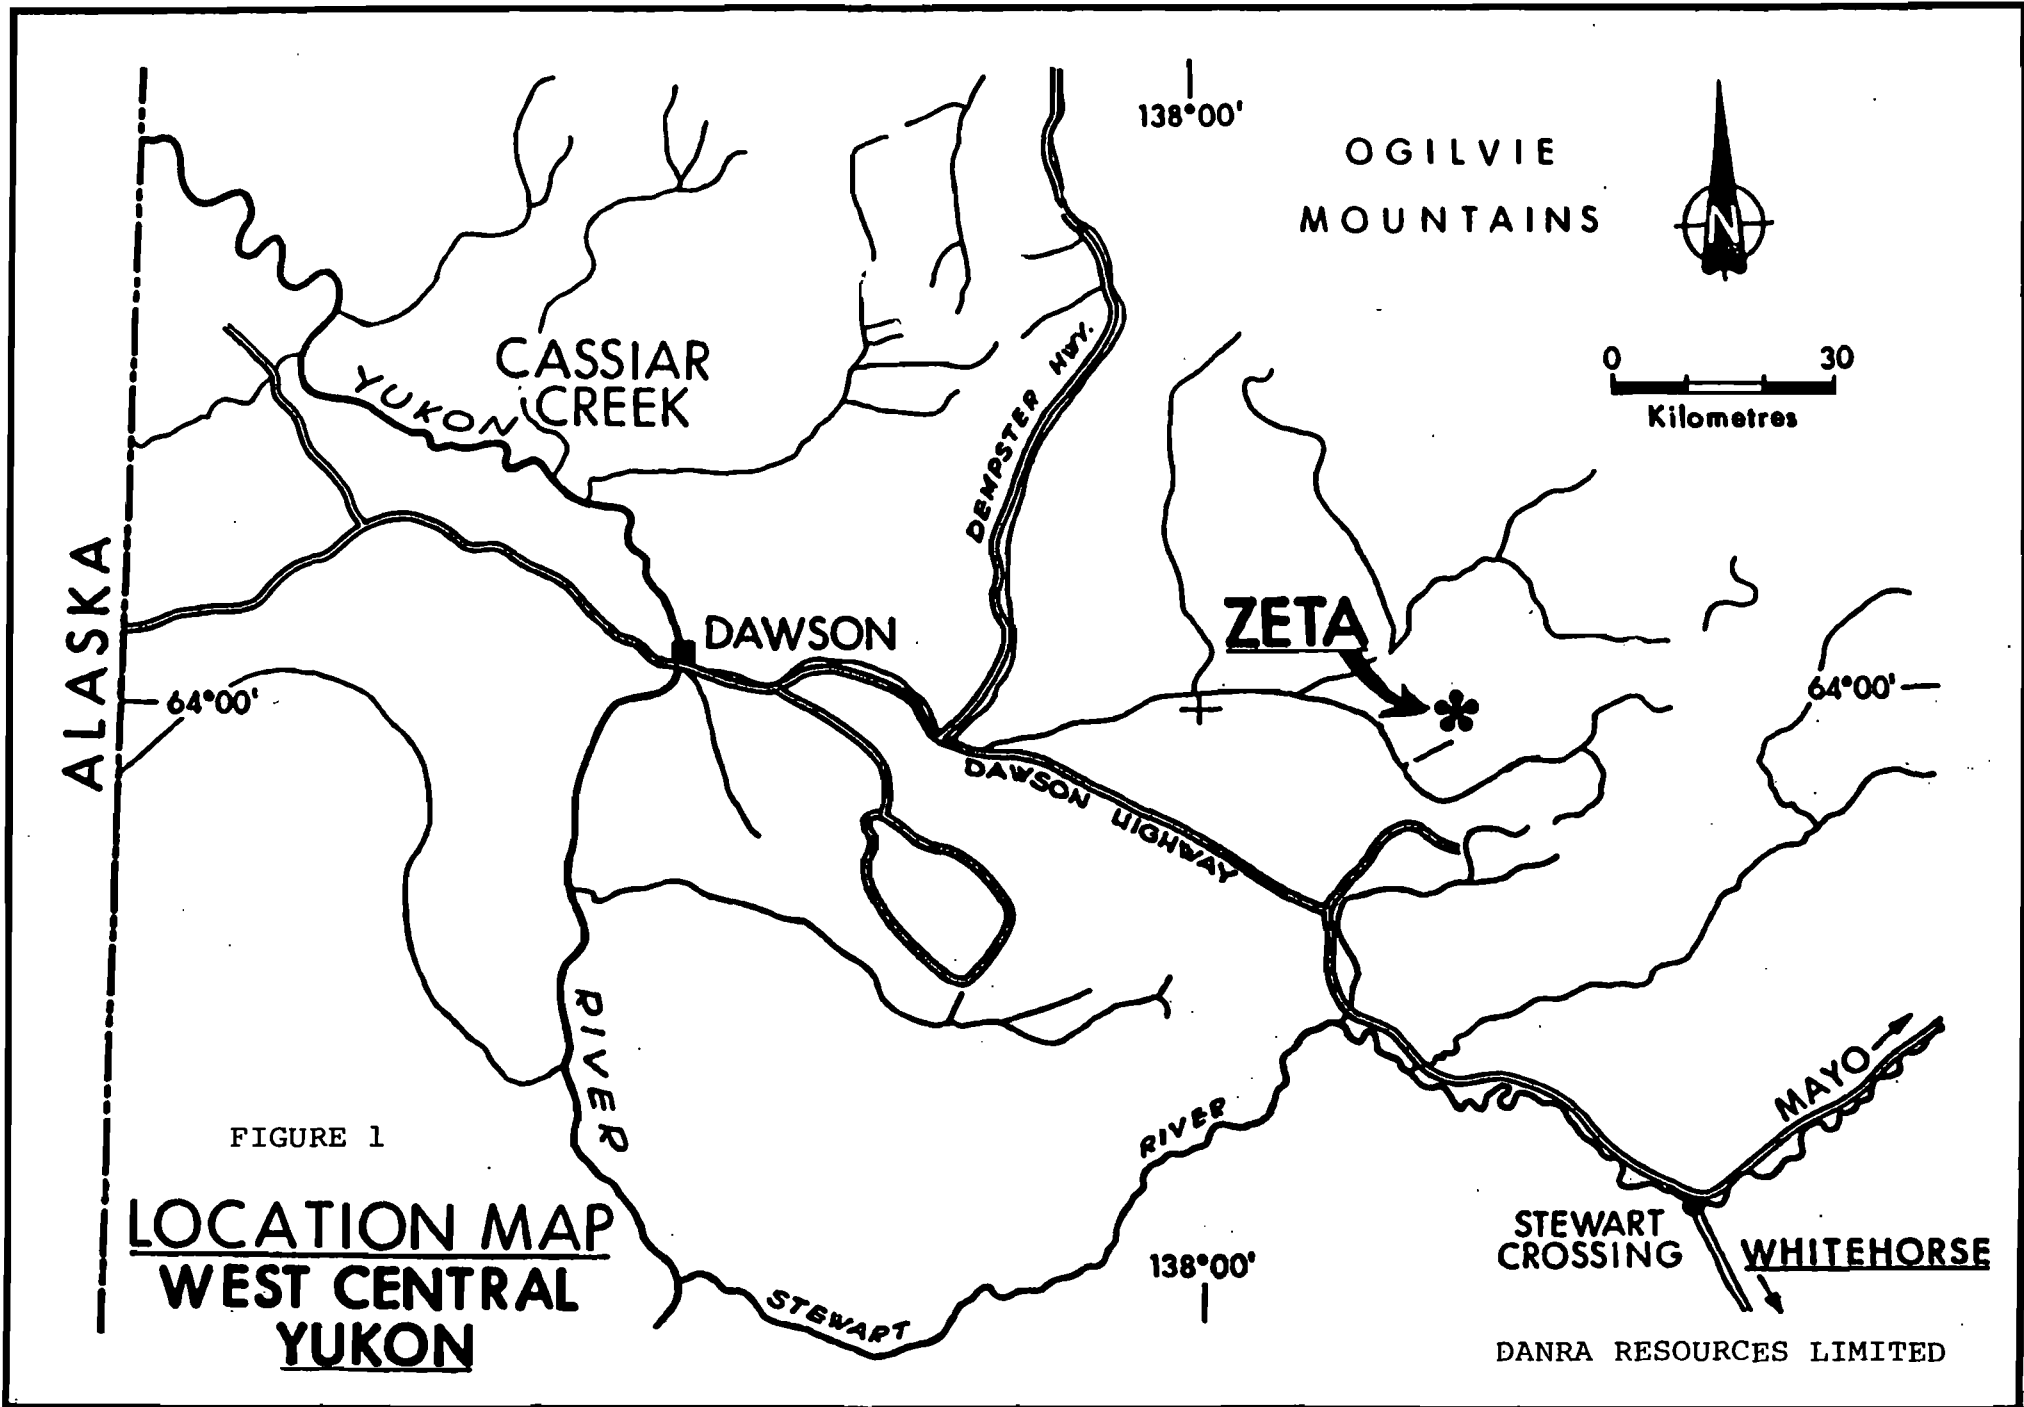 138°00'
OGILVIE
MOUNTAINS
N
0 30
Kilometres
CASSIAR
CREEK
YUKON
DEMPSTER HWY.
ALASKA
DAWSON
ZETA
64°00'
64°00'
DAWSON HIGHWAY
RIVER
MAYO
RIVER
FIGURE 1
LOCATION MAP
WEST CENTRAL
YUKON
STEWART
138°00'
STEWART
CROSSING
WHITEHORSE
DANRA RESOURCES LIMITED